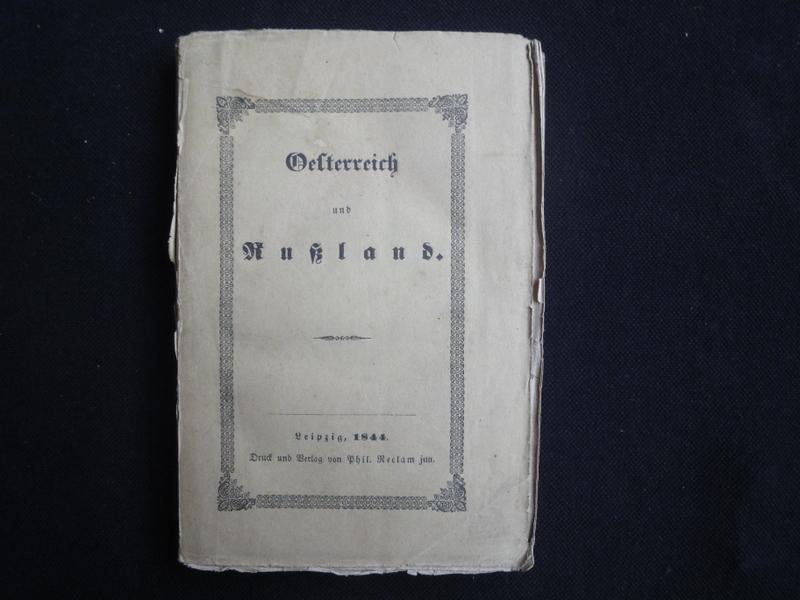 Oesterreich
und
Rußland.
Leipzig, 1844.
Druck und Verlag von Phil. Reclam jun.